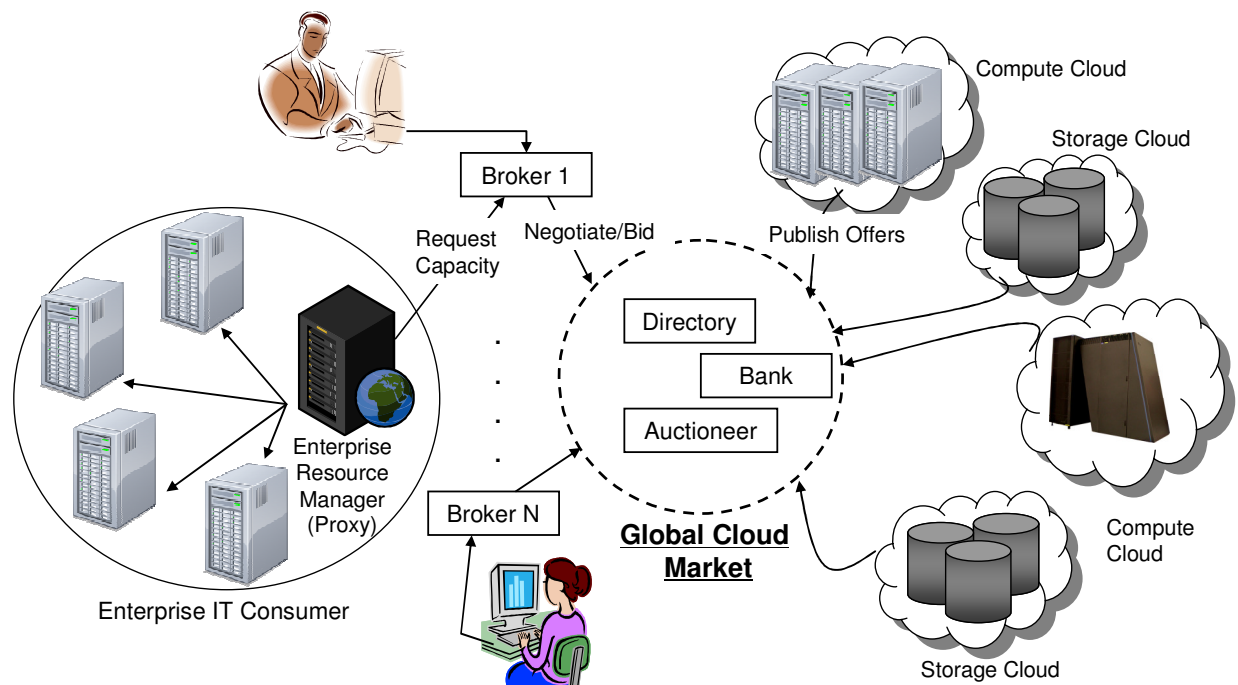 Compute Cloud
Storage Cloud
Broker 1
Request
Capacity
Negotiate/Bid
Publish Offers
Directory
Bank
Auctioneer
Enterprise
Resource
Manager
(Proxy)
Broker N
Global Cloud
Market
Compute
Cloud
Enterprise IT Consumer
Storage Cloud